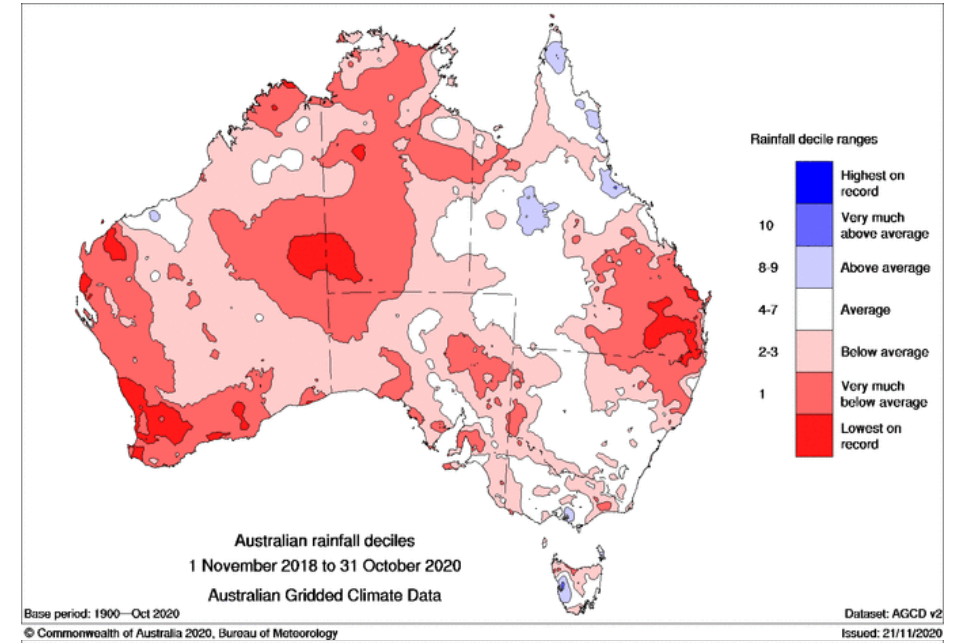 Rainfall decile ranges
Highest on
record
10
Very much
above average
8-9
Above average
4-7
Average
2-3
Below average
1
Very much
below average
Lowest on
record
Australian rainfall deciles
1 November 2018 to 31 October 2020
Australian Gridded Climate Data
Base period: 1900—Oct 2020
Dataset: AGCD v2
© Commonwealth of Australia 2020, Bureau of Meteorology
Issued: 21/11/2020